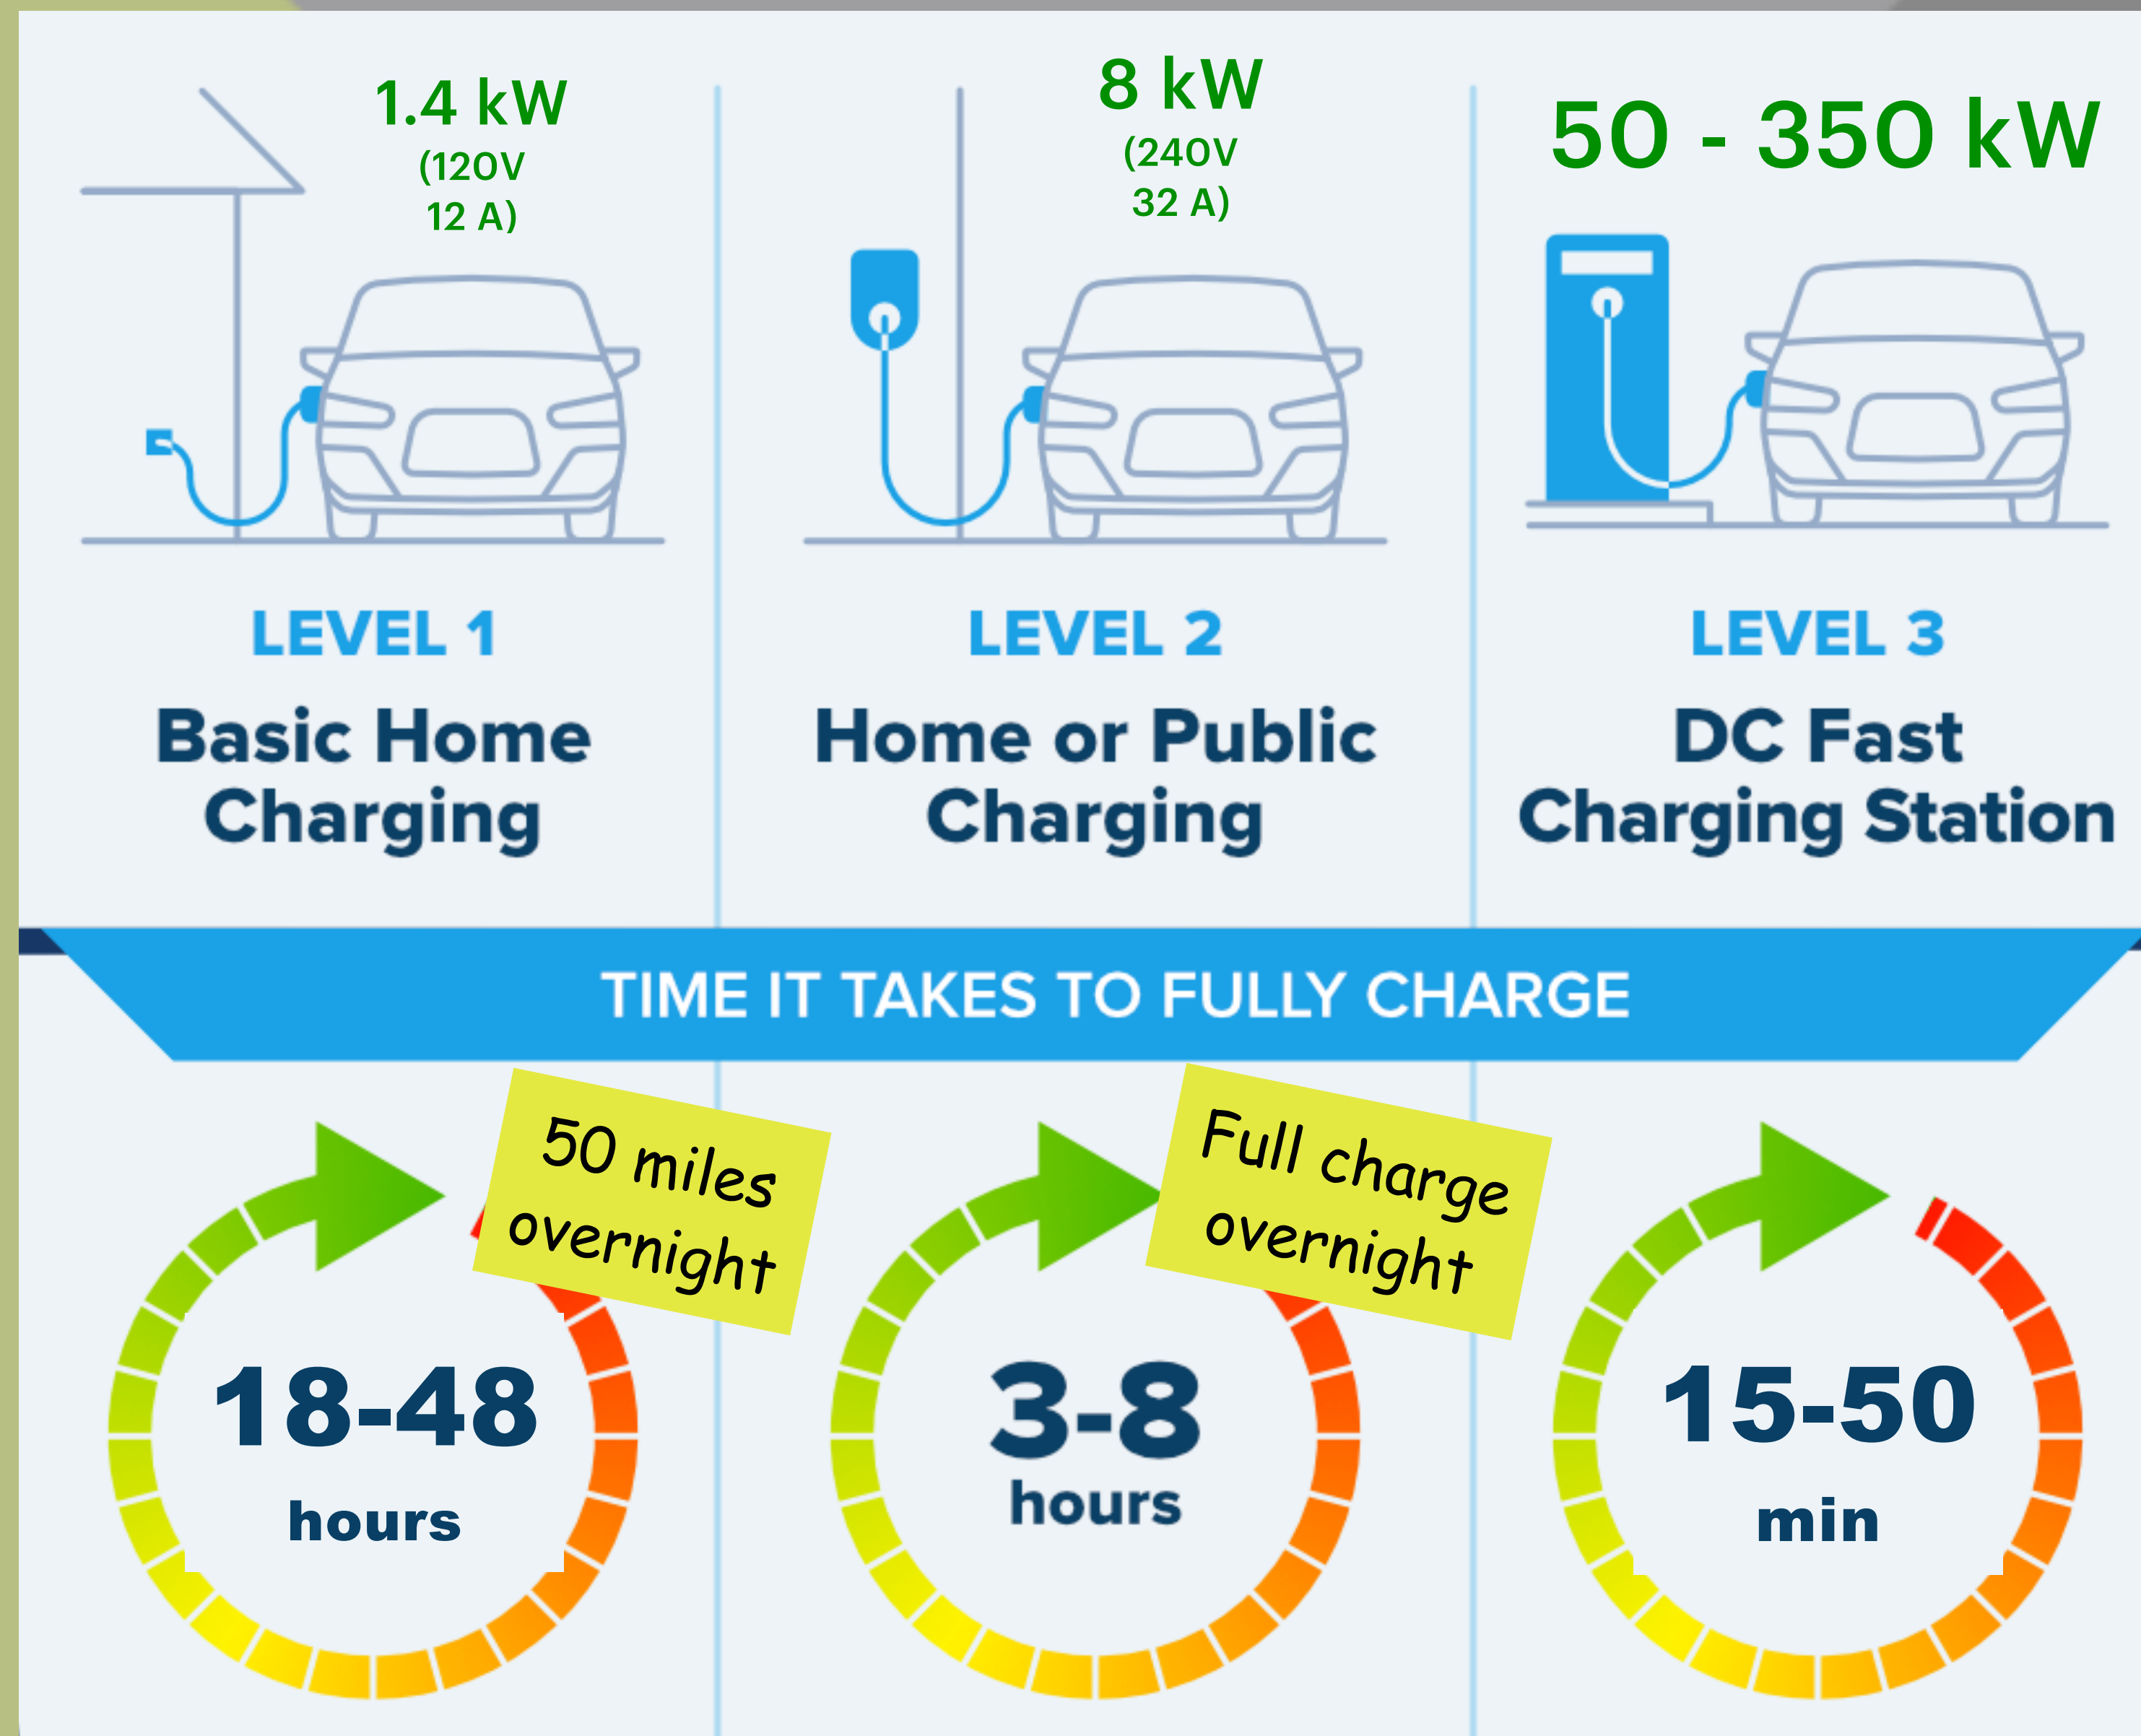 1.4 kW
(120V
12 A)
8 kW
(240V
32 A)
50 - 350 kW
LEVEL 1
Basic Home
Charging
LEVEL 2
Home or Public
Charging
LEVEL 3
DC Fast
Charging Station
TIME IT TAKES TO FULLY CHARGE
50 miles
overnight
18-48
hours
Full charge
overnight
3-8
hours
15-50
min